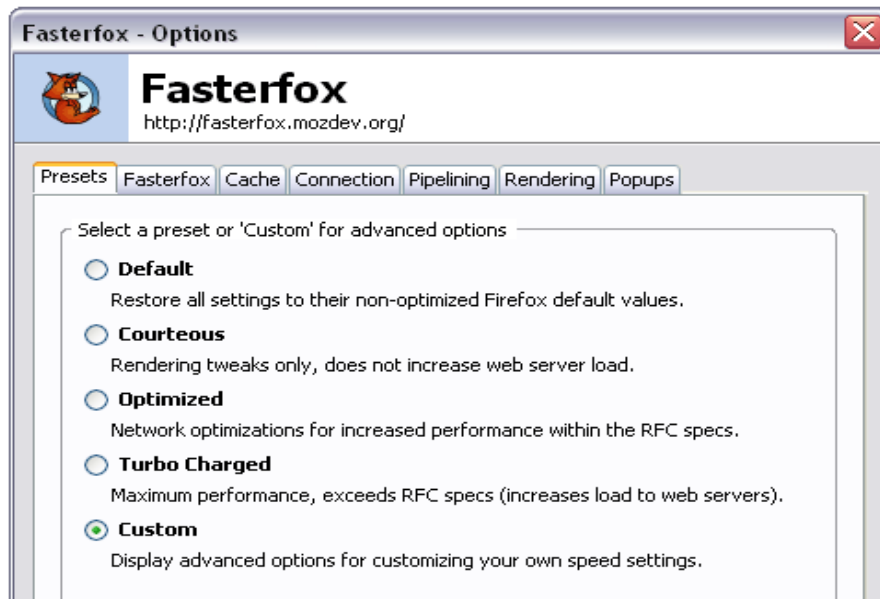 Fasterfox - Options
Fasterfox
http://fasterfox.mozdev.org/
Presets Fasterfox Cache Connection Pipelining Rendering Popups
Select a preset or 'Custom' for advanced options
Default
Restore all settings to their non-optimized Firefox default values.
Courteous
Rendering tweaks only, does not increase web server load.
Optimized
Network optimizations for increased performance within the RFC specs.
Turbo Charged
Maximum performance, exceeds RFC specs (increases load to web servers).
Custom
Display advanced options for customizing your own speed settings.